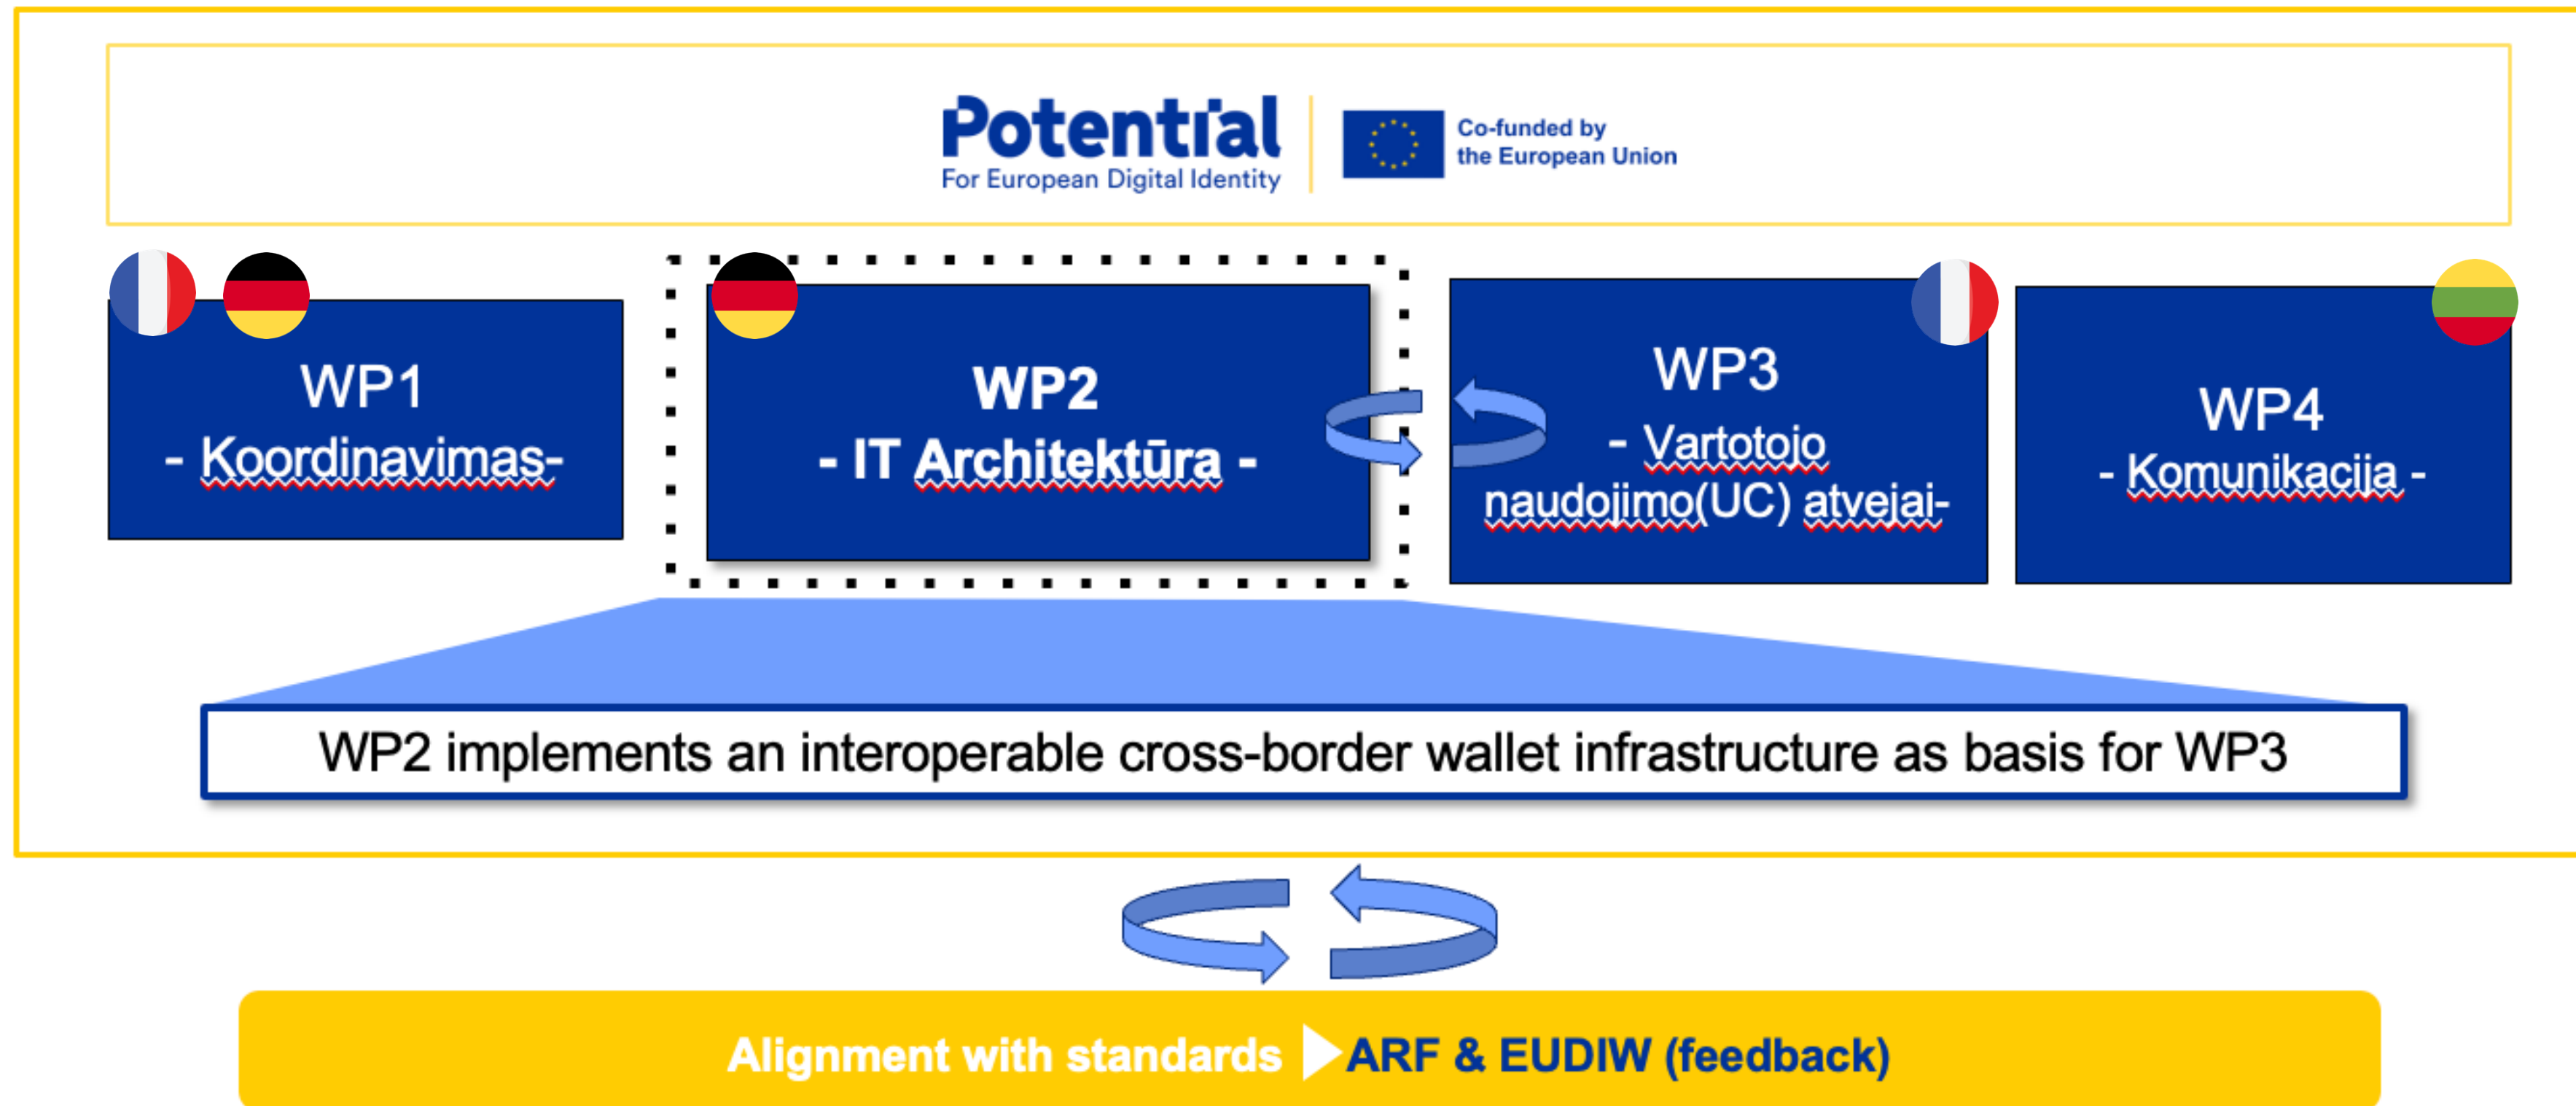 Potential
For European Digital Identity
Co-funded by
the European Union
WP1
- Koordinavimas-
WP2
- IT Architektūra -
WP3
- Vartotojo
naudojimo(UC) atvejai-
WP4
- Komunikacija -
WP2 implements an interoperable cross-border wallet infrastructure as basis for WP3
Alignment with standards ARF & EUDIW (feedback)